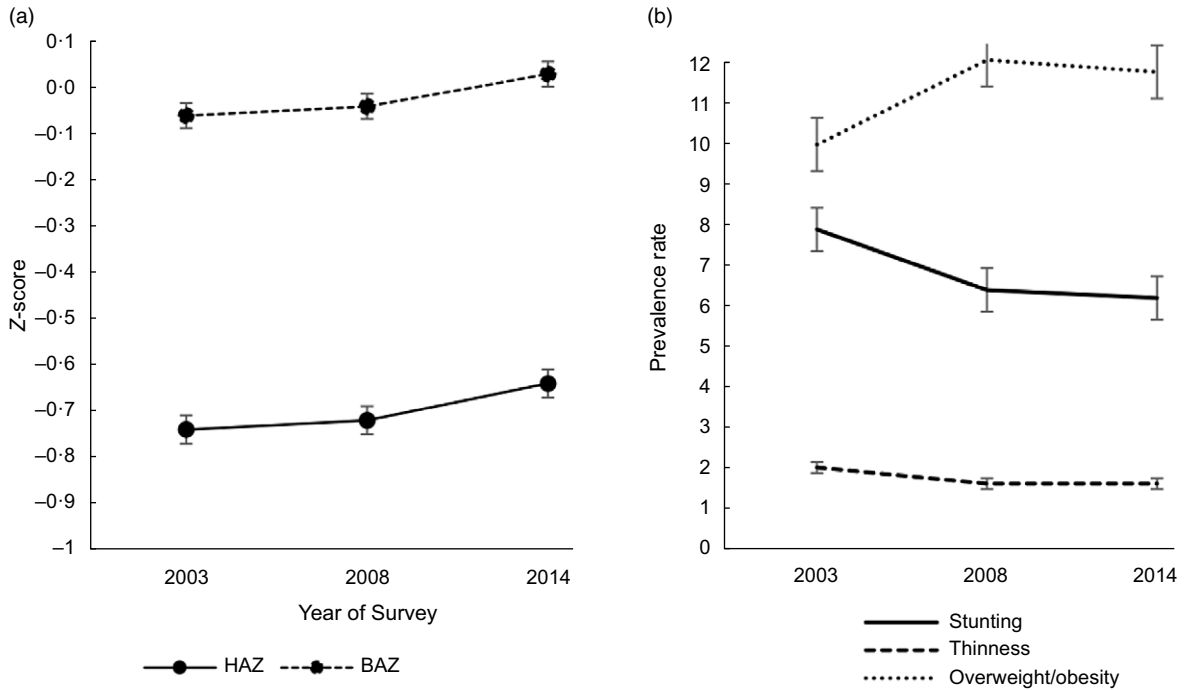 (a)
0·1
0·0
–0·1
–0·2
–0·3
–0·4
–0·5
–0·6
–0·7
–0·8
–0·9
–1
Z-score
2003 2008 2014
Year of Survey
HAZ BAZ
(b)
12
11
10
9
8
7
6
5
4
3
2
1
0
Prevalence rate
2003 2008 2014
Stunting
Thinness
Overweight/obesity